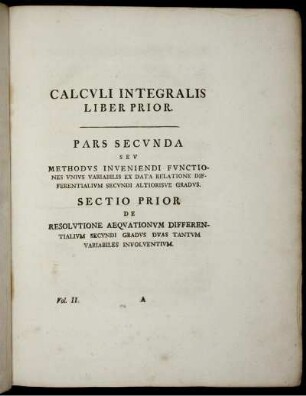 CALCVLI INTEGRALIS
LIBER PRIOR.
PARS SECVNDA
SEV
METHODVS INVENIENDI FVNCTIO-
NES VNIVS VARIABILIS EX DATA RELATIONE DIF-
FERENTIALIVM SECVNDI ALTIORISVE GRADVS.
SECTIO PRIOR
DE
RESOLVTIONE AEQVATIONVM DIFFEREN-
TIALIVM SECVNDI GRADVS DVAS TANTVM
VARIABILES INVOLVENTIVM.
Vol. II. A